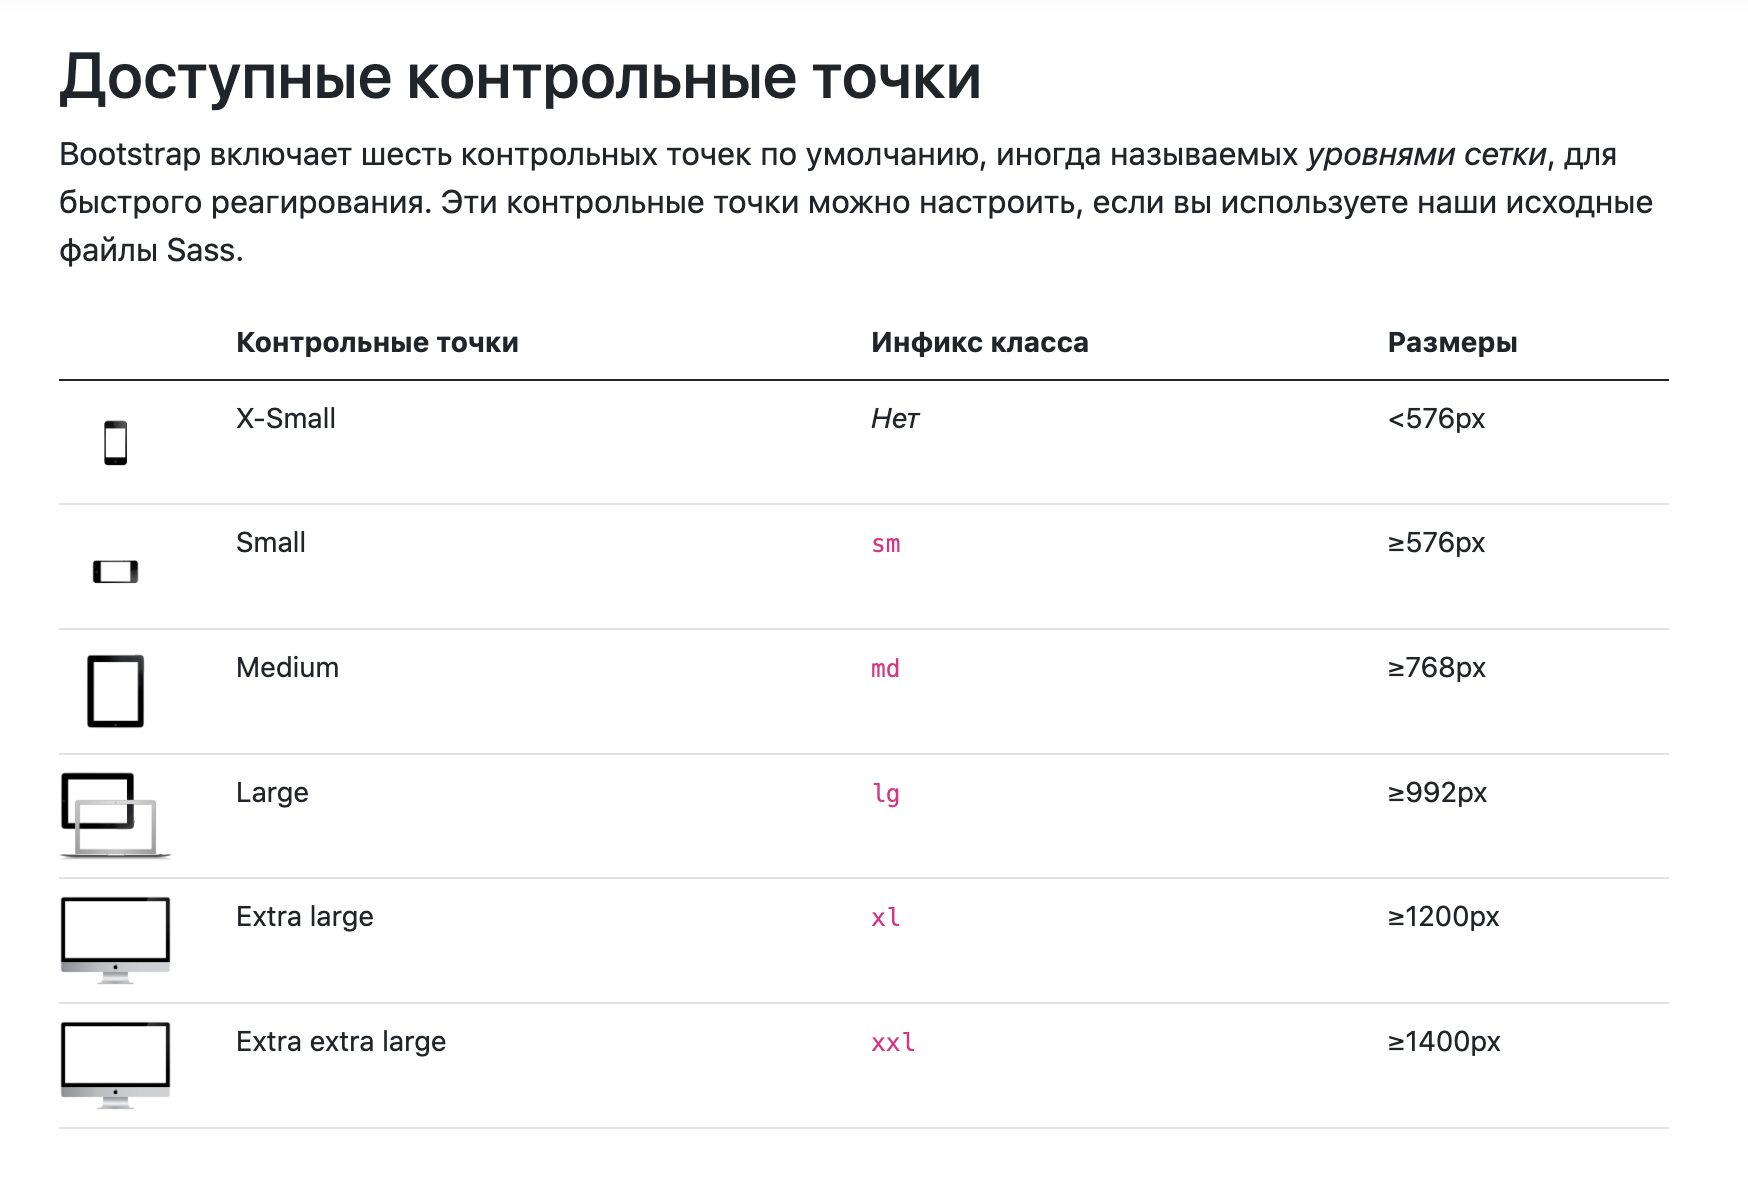 Доступные контрольные точки
Bootstrap включает шесть контрольных точек по умолчанию, иногда называемых уровнями сетки, для
быстрого реагирования. Эти контрольные точки можно настроить, если вы используете наши исходные
файлы Sass.
Контрольные точки Инфикс класса Размеры
X-Small Нет <576px
Small sm ≥576px
Medium md ≥768px
Large lg ≥992px
Extra large xl ≥1200px
Extra extra large xxl ≥1400px